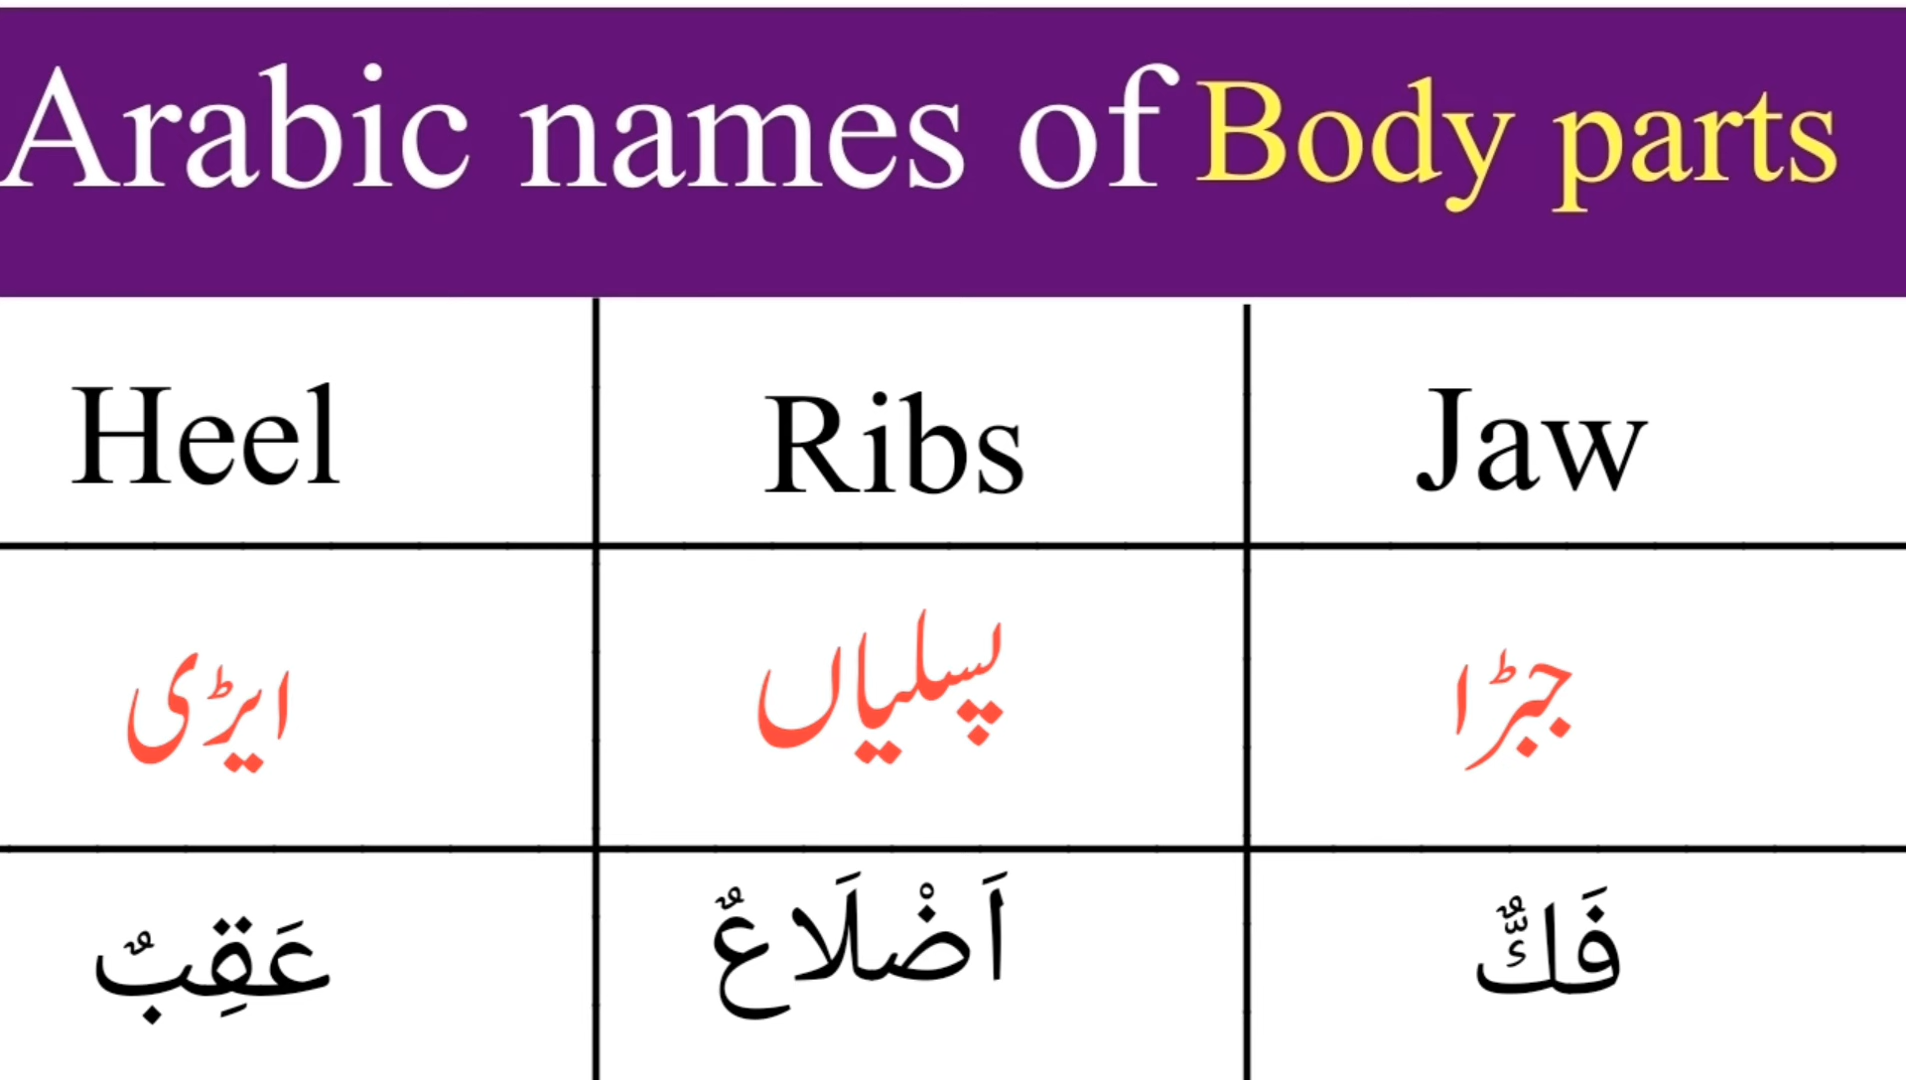 Arabic names of Body parts
Heel Ribs Jaw
ایڑی پسلیاں جبڑا
عَقِبٌ اَضْلَاعٌ فَكٌّ